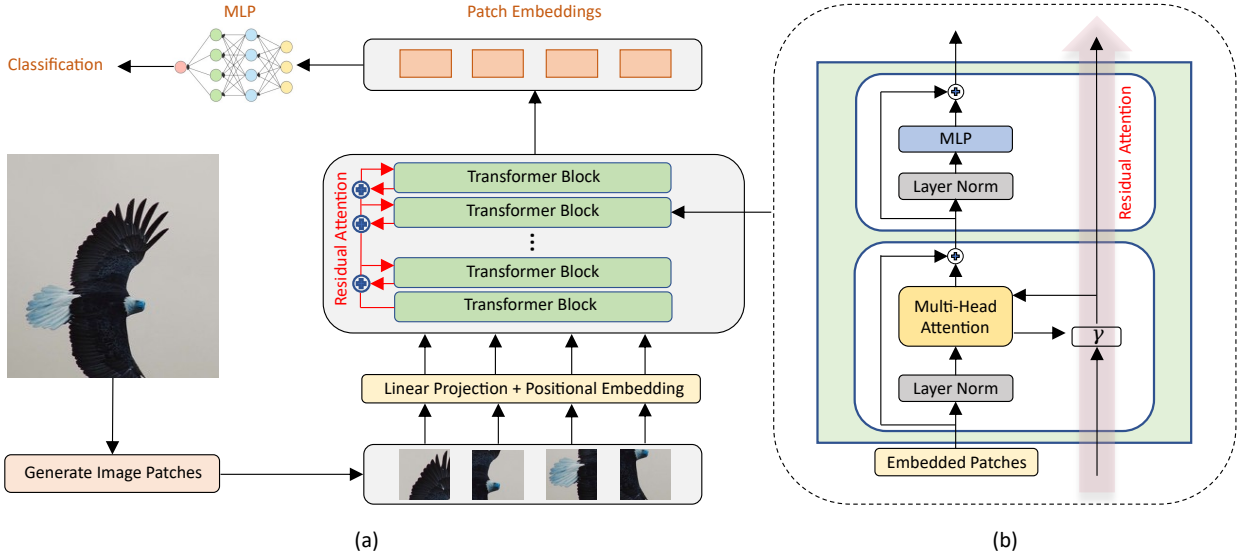 MLP
Patch Embeddings
Classification
Residual Attention
Transformer Block
Transformer Block
⋮
Transformer Block
Transformer Block
Linear Projection + Positional Embedding
Generate Image Patches
(a)
Residual Attention
MLP
Layer Norm
Multi-Head
Attention
γ
Layer Norm
Embedded Patches
(b)